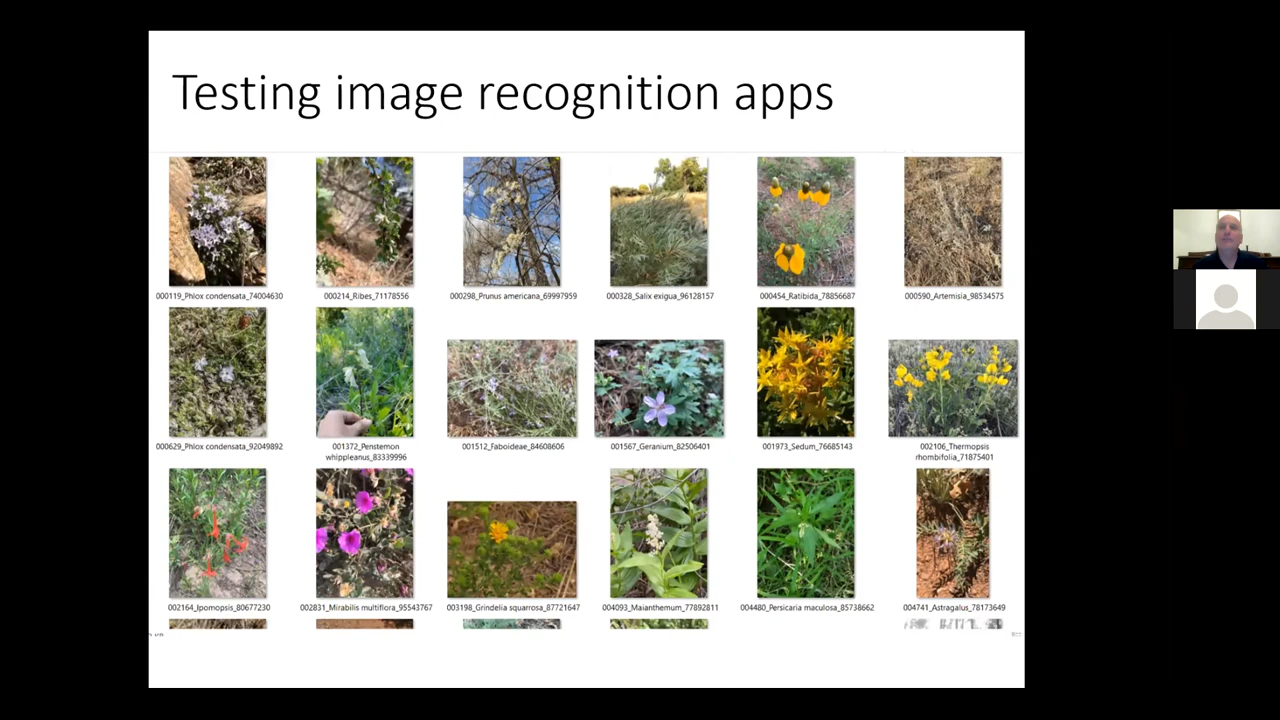 Testing image recognition apps
000119_Phlox condensata_74004630
000214_Ribes_71178556
000298_Prunus americana_69997959
000328_Salix exigua_96128157
000454_Ratibida_78856687
000590_Artemisia_98534575
000629_Phlox condensata_92049892
001372_Penstemon
whippleanus_83339996
001512_Faboideae_84608606
001567_Geranium_82506401
001973_Sedum_76685143
002106_Thermopsis
rhombifolia_71875401
002164_Ipomopsis_80677230
002831_Mirabilis multiflora_95543767
003198_Grindelia squarrosa_87721647
004093_Maianthemum_77892811
004480_Persicaria maculosa_85738662
004741_Astragalus_78173649